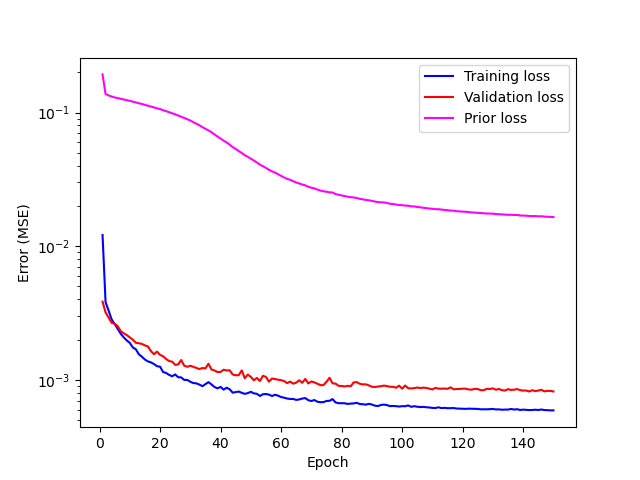 Training loss
Validation loss
Prior loss
10⁻¹
10⁻²
10⁻³
Error (MSE)
0 20 40 60 80 100 120 140
Epoch